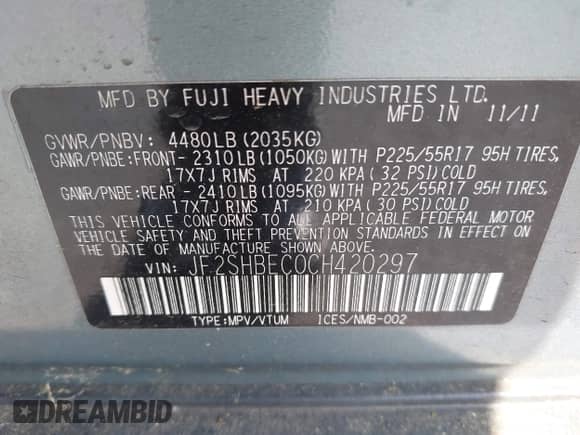 MFD BY FUJI HEAVY INDUSTRIES LTD.
MFD IN 11/11
GVWR/PNBV: 4480LB(2035KG)
GAWR/PNBE:FRONT- 2310LB(1050KG)WITH P225/55R17 95H TIRES,
17X7J RIMS AT 220 KPA( 32 PSI)COLD
GAWR/PNBE:REAR -2410LB(1095KG)WITH P225/55R17 95H TIRES,
17X7J RIMS AT 210 KPA( 30 PSI)COLD
THIS VEHICLE CONFORMS TO ALL APPLICABLE FEDERAL MOTOR
VEHICLE SAFETY AND THEFT PREVENTION STANDARDS IN EFFECT
ON THE DATE OF MANUFACTURE SHOWN ABOVE.
VIN: JF2SHBEC0CH420297
TYPE:MPV/VTUM ICES/NMB-002
DREAMBID